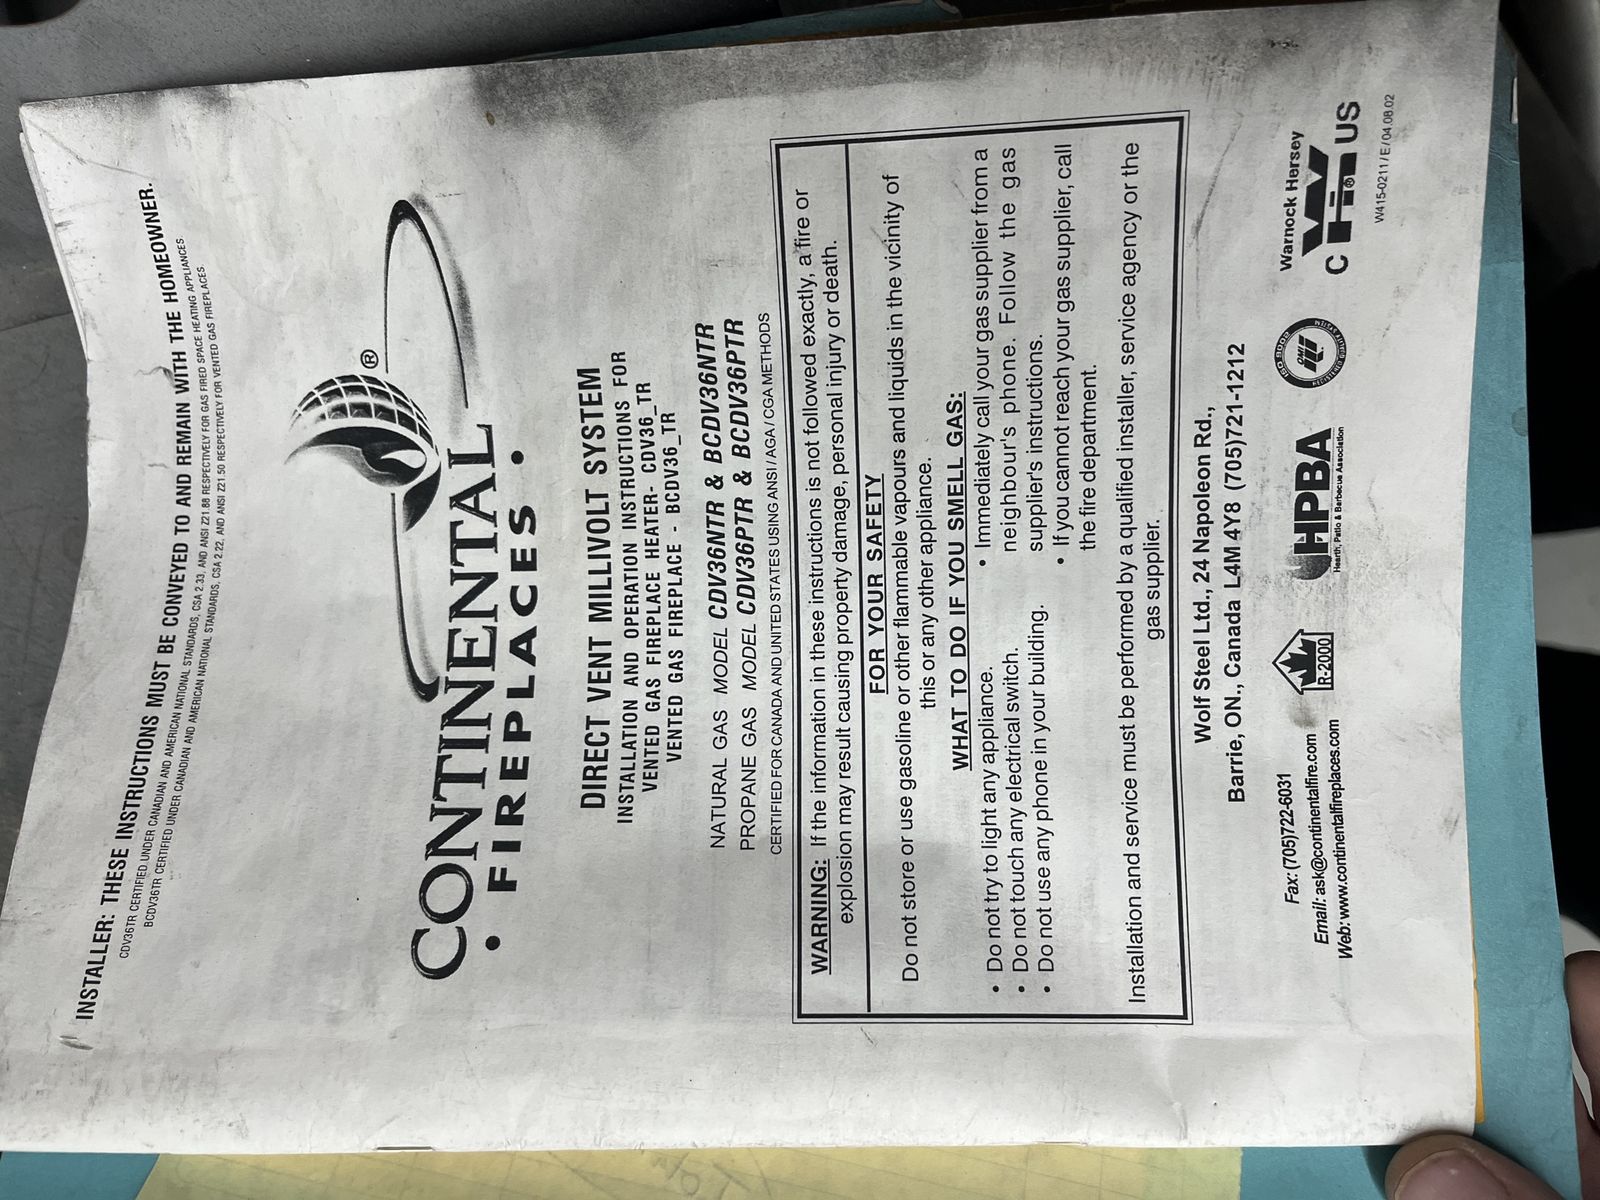 INSTALLER: THESE INSTRUCTIONS MUST BE CONVEYED TO AND REMAIN WITH THE HOMEOWNER.
CDV36TR CERTIFIED UNDER CANADIAN AND AMERICAN NATIONAL STANDARDS, CSA 2.33, AND ANSI Z21.88 RESPECTIVELY FOR GAS FIRED SPACE HEATING APPLIANCES
BCDV36TR CERTIFIED UNDER CANADIAN AND AMERICAN NATIONAL STANDARDS, CSA 2.22, AND ANSI Z21.50 RESPECTIVELY FOR VENTED GAS FIREPLACES.
®
CONTINENTAL
• FIREPLACES •
DIRECT VENT MILLIVOLT SYSTEM
INSTALLATION AND OPERATION INSTRUCTIONS FOR
VENTED GAS FIREPLACE HEATER- CDV36_TR
VENTED GAS FIREPLACE - BCDV36_TR
NATURAL GAS MODEL CDV36NTR & BCDV36NTR
PROPANE GAS MODEL CDV36PTR & BCDV36PTR
CERTIFIED FOR CANADA AND UNITED STATES USING ANSI / AGA / CGA METHODS
WARNING: If the information in these instructions is not followed exactly, a fire or
explosion may result causing property damage, personal injury or death.
FOR YOUR SAFETY
Do not store or use gasoline or other flammable vapours and liquids in the vicinity of
this or any other appliance.
WHAT TO DO IF YOU SMELL GAS:
• Do not try to light any appliance.
• Do not touch any electrical switch.
• Do not use any phone in your building.
• Immediately call your gas supplier from a
neighbour's phone. Follow the gas
supplier's instructions.
• If you cannot reach your gas supplier, call
the fire department.
Installation and service must be performed by a qualified installer, service agency or the
gas supplier.
Wolf Steel Ltd., 24 Napoleon Rd.,
Barrie, ON., Canada L4M 4Y8 (705)721-1212
Fax: (705)722-6031
Email: ask@continentalfire.com
Web: www.continentalfireplaces.com
R-2000
HPBA
Hearth, Patio & Barbecue Association
ISO 9000
QMI
REGISTERED QUALITY SYSTEM
Warnock Hersey
WH
®
C US
W415-0211 / E / 04.08.02